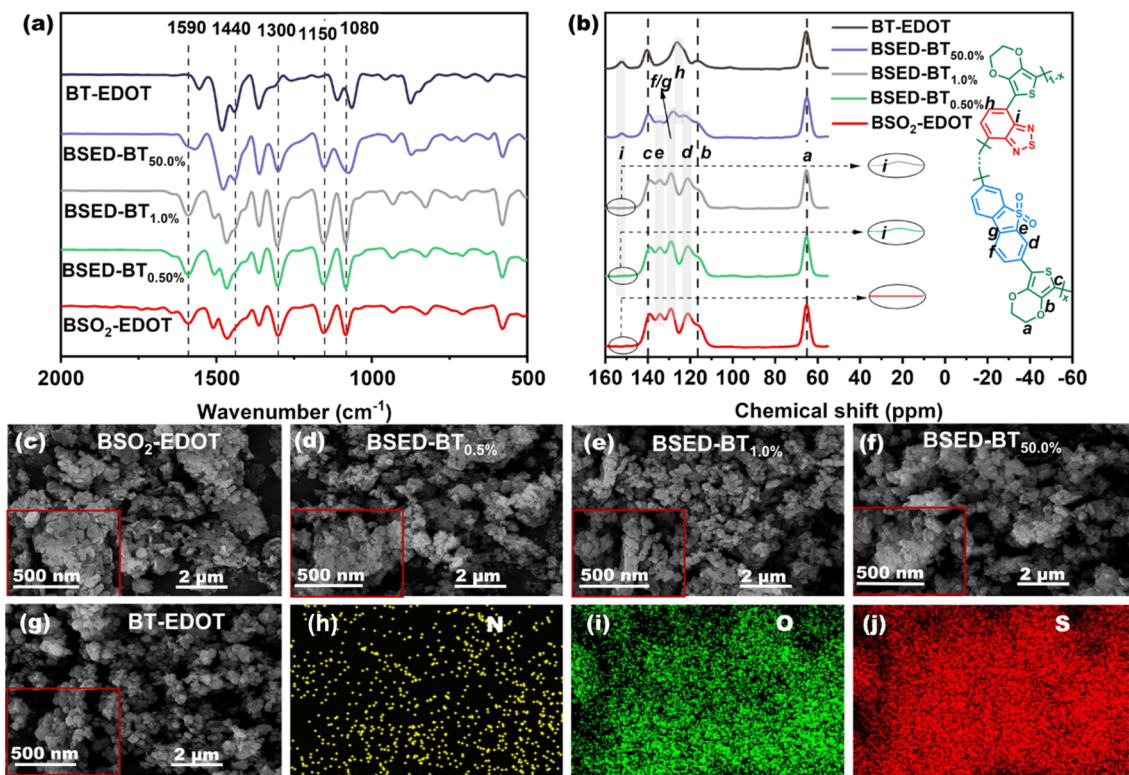 (a)
1590 1440 1300 1150 1080
BT-EDOT
BSED-BT50.0%
BSED-BT1.0%
BSED-BT0.50%
BSO2-EDOT
2000 1500 1000 500
Wavenumber (cm-1)
(b)
BT-EDOT
BSED-BT50.0%
BSED-BT1.0%
BSED-BT0.50%
BSO2-EDOT
h
f/g
i c e d b a
i
i
160 140 120 100 80 60 40 20 0 -20 -40 -60
Chemical shift (ppm)
O
O
S
1-x
h
i
N
S
N
O
S
O
g
e
d
f
S
c
x
O
b
O
a
(c)
BSO2-EDOT
500 nm
2 μm
(d)
BSED-BT0.5%
500 nm
2 μm
(e)
BSED-BT1.0%
500 nm
2 μm
(f)
BSED-BT50.0%
500 nm
2 μm
(g)
BT-EDOT
500 nm
2 μm
(h)
N
(i)
O
(j)
S